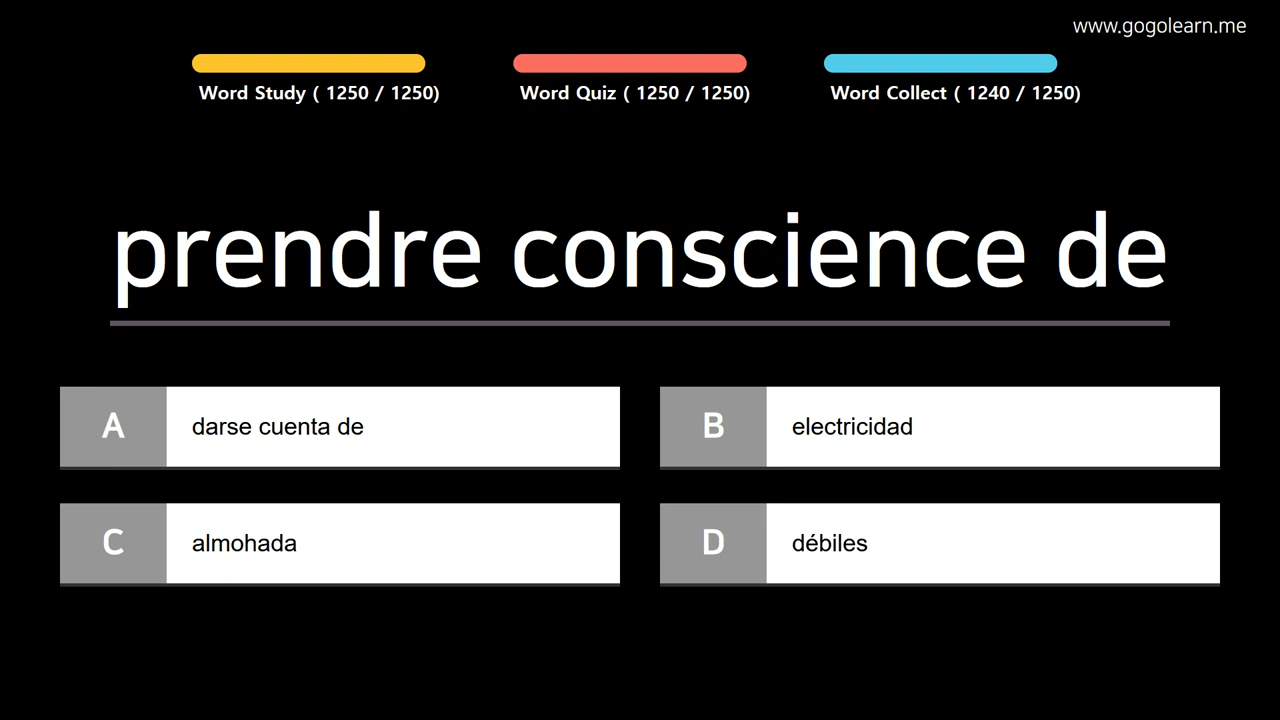 www.gogolearn.me
Word Study ( 1250 / 1250)
Word Quiz ( 1250 / 1250)
Word Collect ( 1240 / 1250)
prendre conscience de
A darse cuenta de
B electricidad
C almohada
D débiles